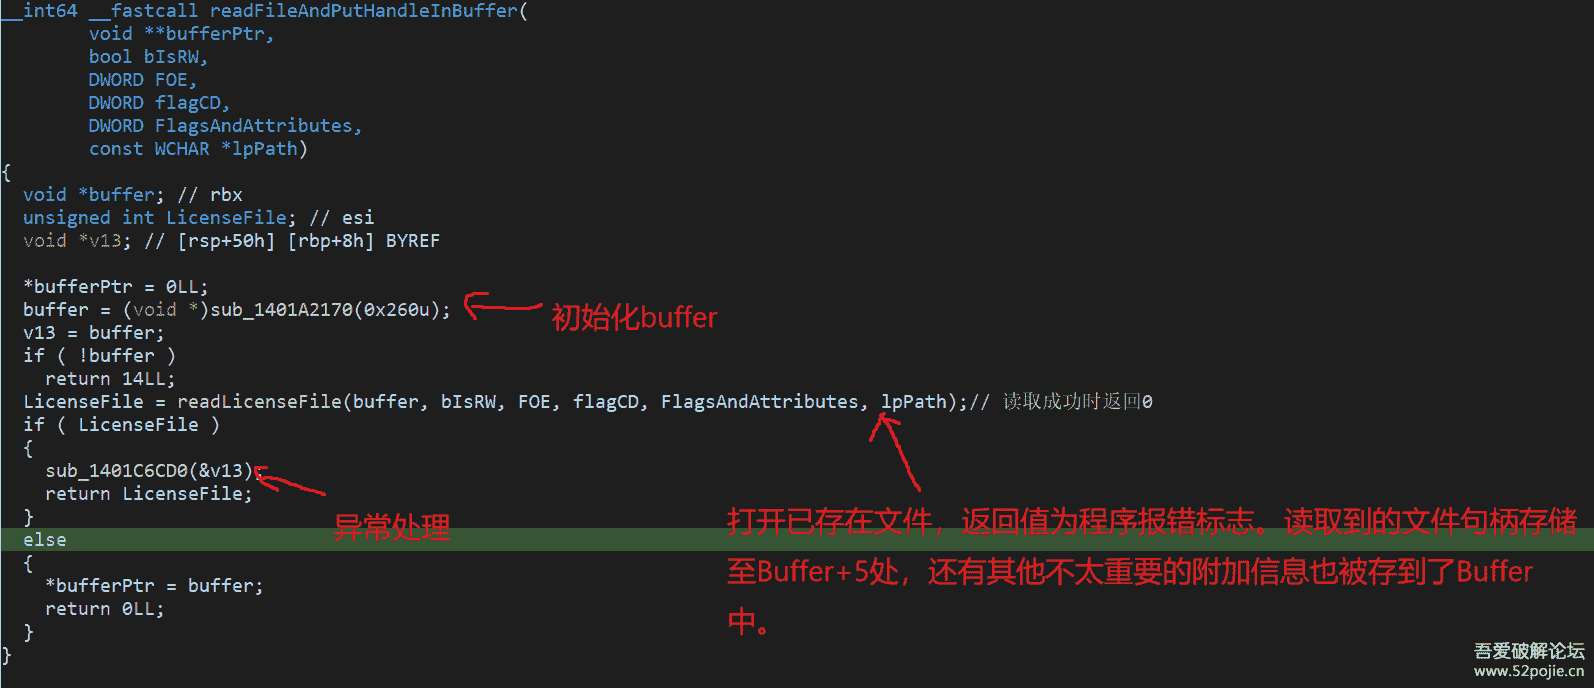 __int64 __fastcall readFileAndPutHandleInBuffer(
void **bufferPtr,
bool bIsRW,
DWORD FOE,
DWORD flagCD,
DWORD FlagsAndAttributes,
const WCHAR *lpPath)
{
void *buffer; // rbx
unsigned int LicenseFile; // esi
void *v13; // [rsp+50h] [rbp+8h] BYREF
*bufferPtr = 0LL;
buffer = (void *)sub_1401A2170(0x260u);
初始化buffer
v13 = buffer;
if ( !buffer )
return 14LL;
LicenseFile = readLicenseFile(buffer, bIsRW, FOE, flagCD, FlagsAndAttributes, lpPath);// 读取成功时返回0
if ( LicenseFile )
{
sub_1401C6CD0(&v13);
return LicenseFile;
}
异常处理
else
{
*bufferPtr = buffer;
return 0LL;
}
}
打开已存在文件，返回值为程序报错标志。读取到的文件句柄存储
至Buffer+5处，还有其他不太重要的附加信息也被存到了Buffer
中。
吾爱破解论坛
www.52pojie.cn